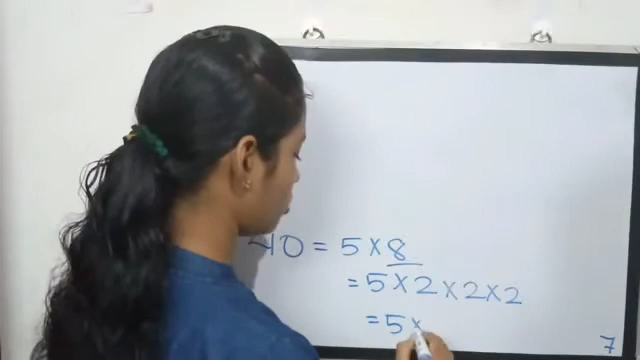 40 = 5 × 8
= 5 × 2 × 2 × 2
= 5 ×
7